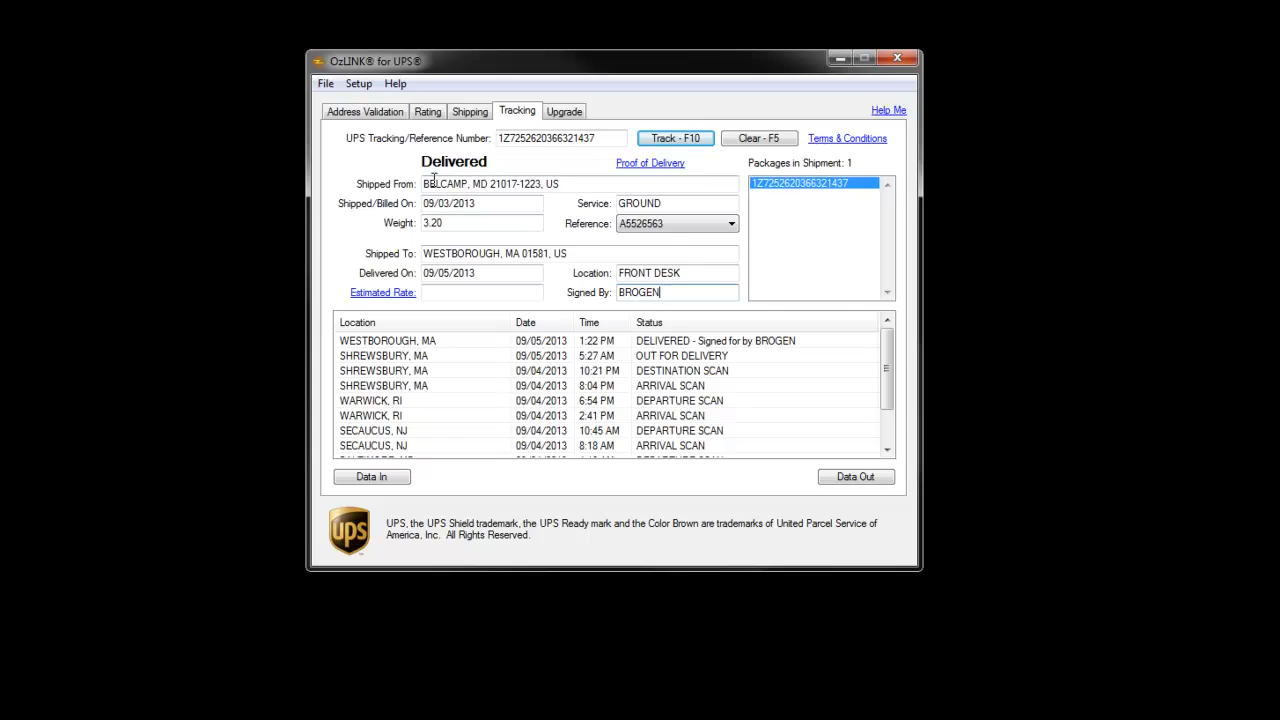 OzLINK® for UPS®
File Setup Help
Address Validation Rating Shipping Tracking Upgrade Help Me
UPS Tracking/Reference Number: 1Z7252620366321437 Track - F10 Clear - F5 Terms & Conditions
Delivered Proof of Delivery Packages in Shipment: 1
Shipped From: BELCAMP, MD 21017-1223, US 1Z7252620366321437
Shipped/Billed On: 09/03/2013 Service: GROUND
Weight: 3.20 Reference: A5526563
Shipped To: WESTBOROUGH, MA 01581, US
Delivered On: 09/05/2013 Location: FRONT DESK
Estimated Rate: Signed By: BROGEN
Location Date Time Status
WESTBOROUGH, MA 09/05/2013 1:22 PM DELIVERED - Signed for by BROGEN
SHREWSBURY, MA 09/05/2013 5:27 AM OUT FOR DELIVERY
SHREWSBURY, MA 09/04/2013 10:21 PM DESTINATION SCAN
SHREWSBURY, MA 09/04/2013 8:04 PM ARRIVAL SCAN
WARWICK, RI 09/04/2013 6:54 PM DEPARTURE SCAN
WARWICK, RI 09/04/2013 2:41 PM ARRIVAL SCAN
SECAUCUS, NJ 09/04/2013 10:45 AM DEPARTURE SCAN
SECAUCUS, NJ 09/04/2013 8:18 AM ARRIVAL SCAN
Data In Data Out
ups UPS, the UPS Shield trademark, the UPS Ready mark and the Color Brown are trademarks of United Parcel Service of
America, Inc. All Rights Reserved.